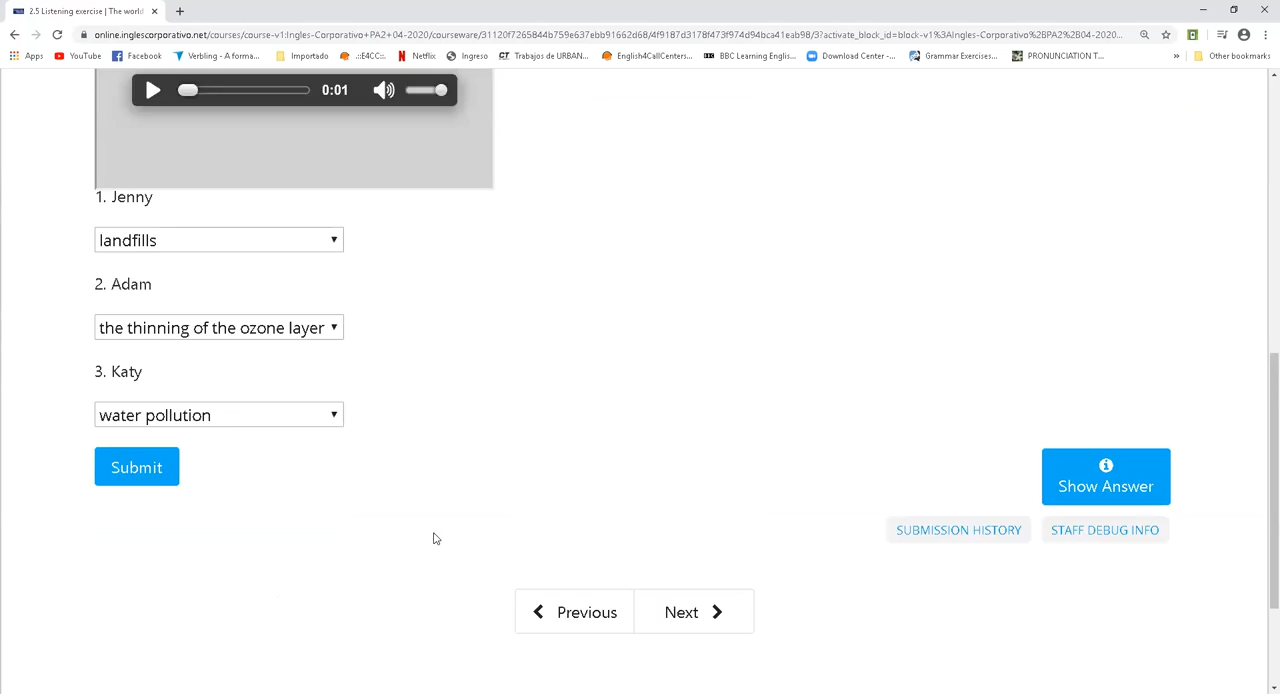 2.5 Listening exercise | The world
online.inglescorporativo.net/courses/course-v1:Ingles-Corporativo+PA2+04-2020/courseware/31120f7265844b759e637ebb91662d68/4f9187d3178f473f974d94bca41eab98/3?activate_block_id=block-v1%3AIngles-Corporativo%2BPA2%2B04-2020...
Apps YouTube Facebook Verbling - A forma... Importado .::E4CC::. Netflix Ingreso Trabajos de URBAN... English4CallCenters... BBC Learning Englis... Download Center -... Grammar Exercises... PRONUNCIATION T... » Other bookmarks
0:01
1. Jenny
landfills
2. Adam
the thinning of the ozone layer
3. Katy
water pollution
Submit
Show Answer
SUBMISSION HISTORY STAFF DEBUG INFO
Previous Next